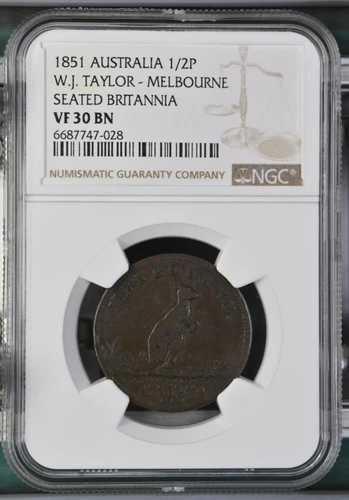 1851 AUSTRALIA 1/2P
W.J. TAYLOR - MELBOURNE
SEATED BRITANNIA
VF 30 BN
6687747-028
NUMISMATIC GUARANTY COMPANY NGC®